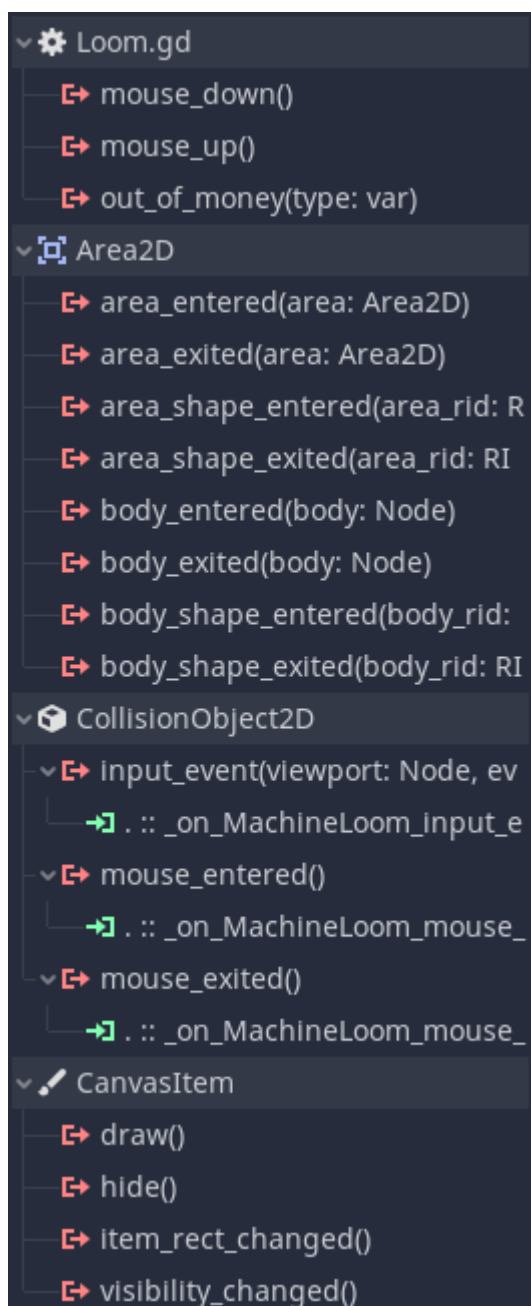 Loom.gd
mouse_down()
mouse_up()
out_of_money(type: var)
Area2D
area_entered(area: Area2D)
area_exited(area: Area2D)
area_shape_entered(area_rid: R
area_shape_exited(area_rid: RI
body_entered(body: Node)
body_exited(body: Node)
body_shape_entered(body_rid:
body_shape_exited(body_rid: RI
CollisionObject2D
input_event(viewport: Node, ev
. :: _on_MachineLoom_input_e
mouse_entered()
. :: _on_MachineLoom_mouse_
mouse_exited()
. :: _on_MachineLoom_mouse_
CanvasItem
draw()
hide()
item_rect_changed()
visibility_changed()